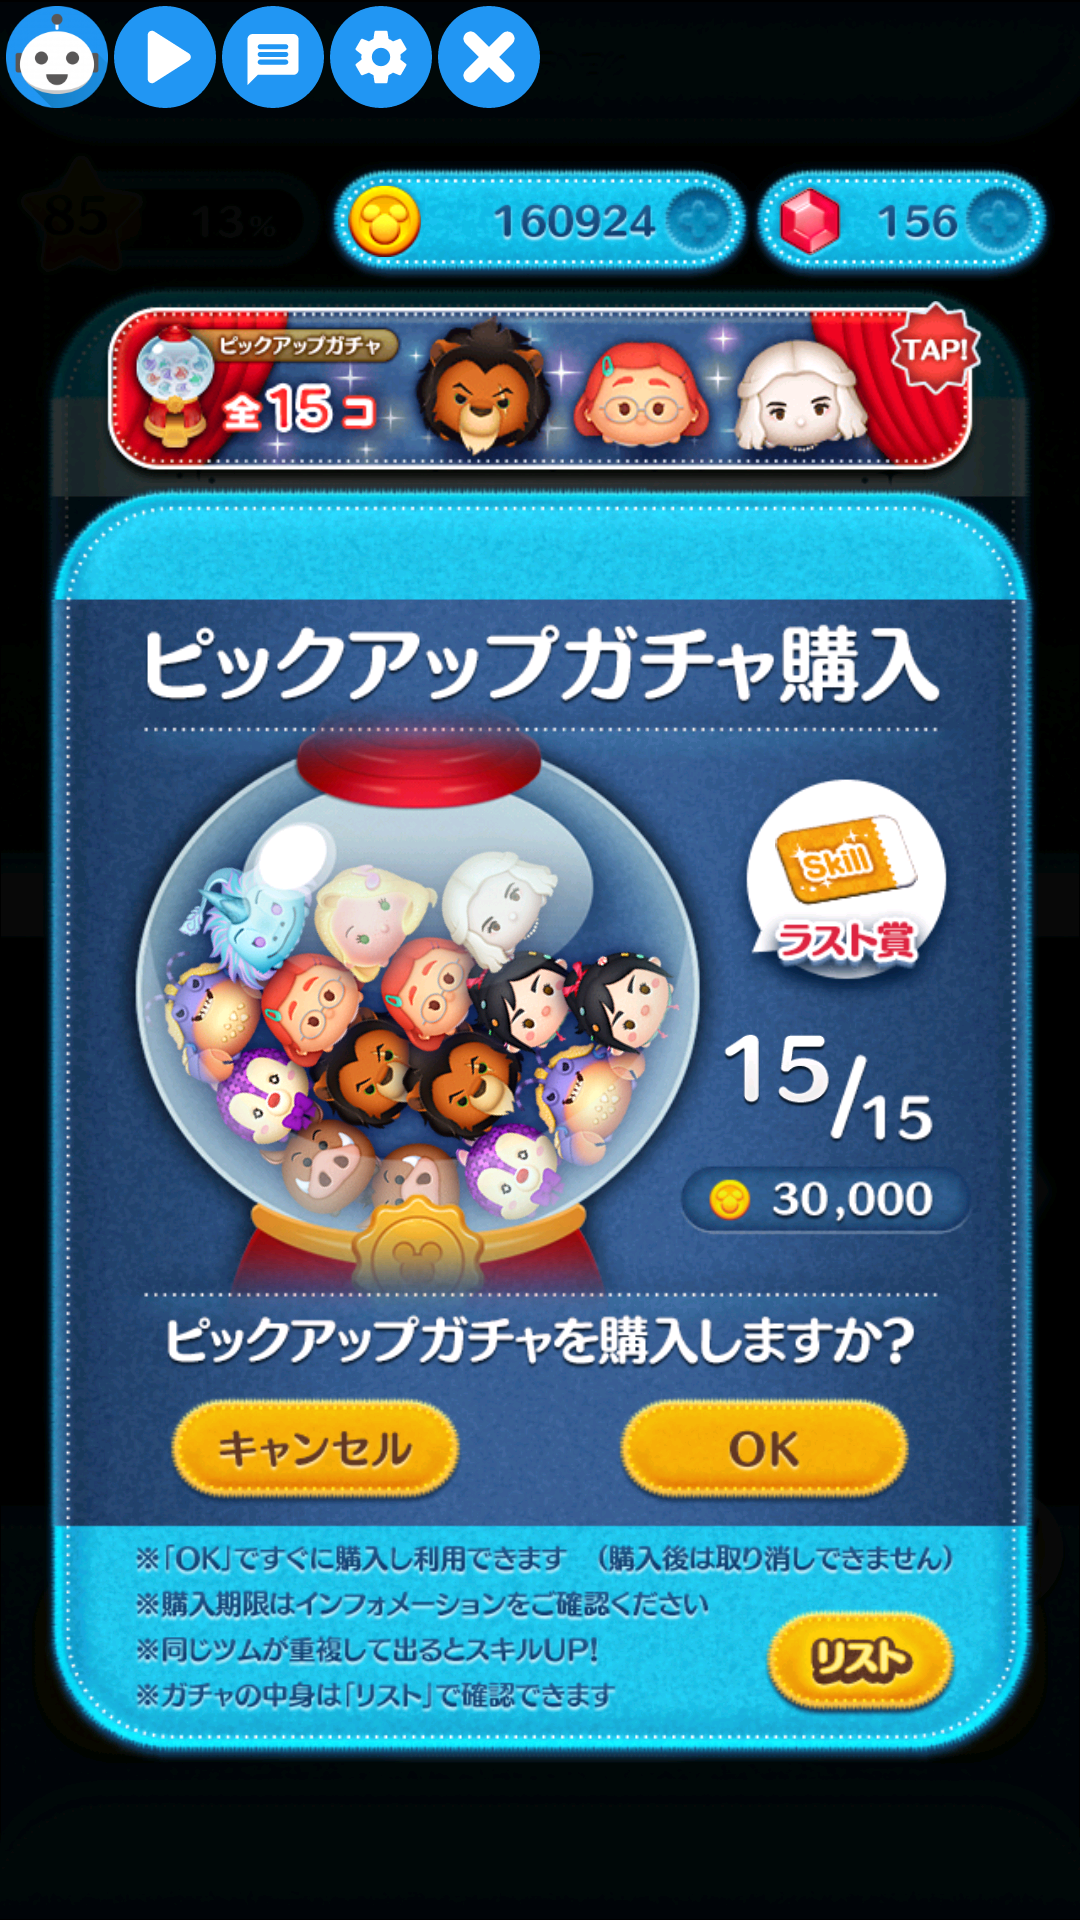 85
13%
160924
156
ピックアップガチャ
TAP!
全15コ
ピックアップガチャ購入
Skill
ラスト賞
15/15
30,000
ピックアップガチャを購入しますか?
キャンセル
OK
※「OK」ですぐに購入し利用できます (購入後は取り消しできません)
※購入期限はインフォメーションをご確認ください
※同じツムが重複して出るとスキルUP!
※ガチャの中身は「リスト」で確認できます
リスト